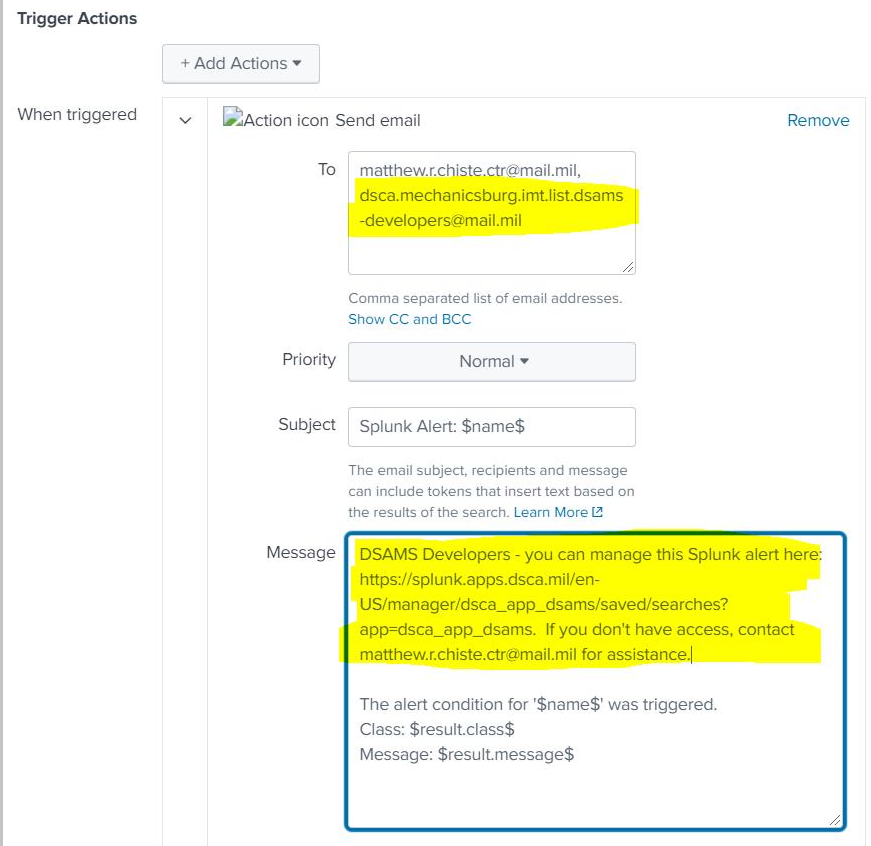 Trigger Actions
+ Add Actions
When triggered
Action icon Send email
Remove
To
matthew.r.chiste.ctr@mail.mil,
dsca.mechanicsburg.imt.list.dsams
-developers@mail.mil
Comma separated list of email addresses.
Show CC and BCC
Priority
Normal
Subject
Splunk Alert: $name$
The email subject, recipients and message
can include tokens that insert text based on
the results of the search. Learn More
Message
DSAMS Developers - you can manage this Splunk alert here:
https://splunk.apps.dsca.mil/en-
US/manager/dsca_app_dsams/saved/searches?
app=dsca_app_dsams.  If you don't have access, contact
matthew.r.chiste.ctr@mail.mil for assistance.
The alert condition for '$name$' was triggered.
Class: $result.class$
Message: $result.message$